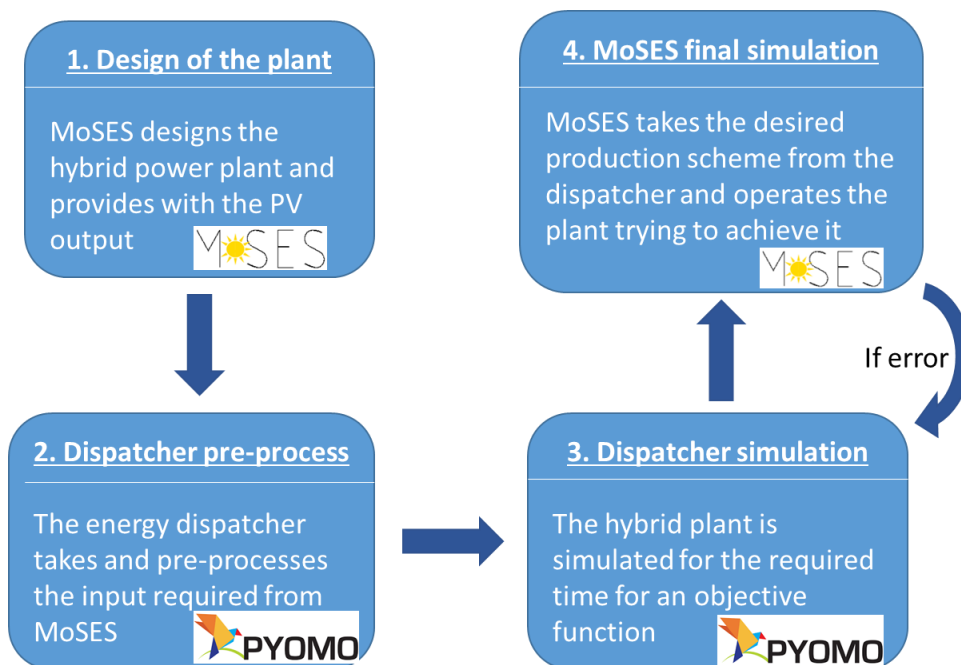 1. Design of the plant
MoSES designs the
hybrid power plant and
provides with the PV
output
MOSES
2. Dispatcher pre-process
The energy dispatcher
takes and pre-processes
the input required from
MoSES
PYOMO
3. Dispatcher simulation
The hybrid plant is
simulated for the required
time for an objective
function
PYOMO
4. MoSES final simulation
MoSES takes the desired
production scheme from the
dispatcher and operates the
plant trying to achieve it
MOSES
If error